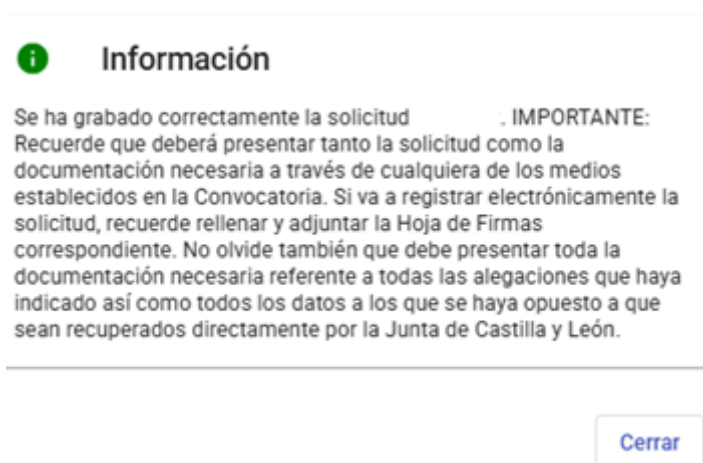 Información
Se ha grabado correctamente la solicitud . IMPORTANTE:
Recuerde que deberá presentar tanto la solicitud como la
documentación necesaria a través de cualquiera de los medios
establecidos en la Convocatoria. Si va a registrar electrónicamente la
solicitud, recuerde rellenar y adjuntar la Hoja de Firmas
correspondiente. No olvide también que debe presentar toda la
documentación necesaria referente a todas las alegaciones que haya
indicado así como todos los datos a los que se haya opuesto a que
sean recuperados directamente por la Junta de Castilla y León.
Cerrar